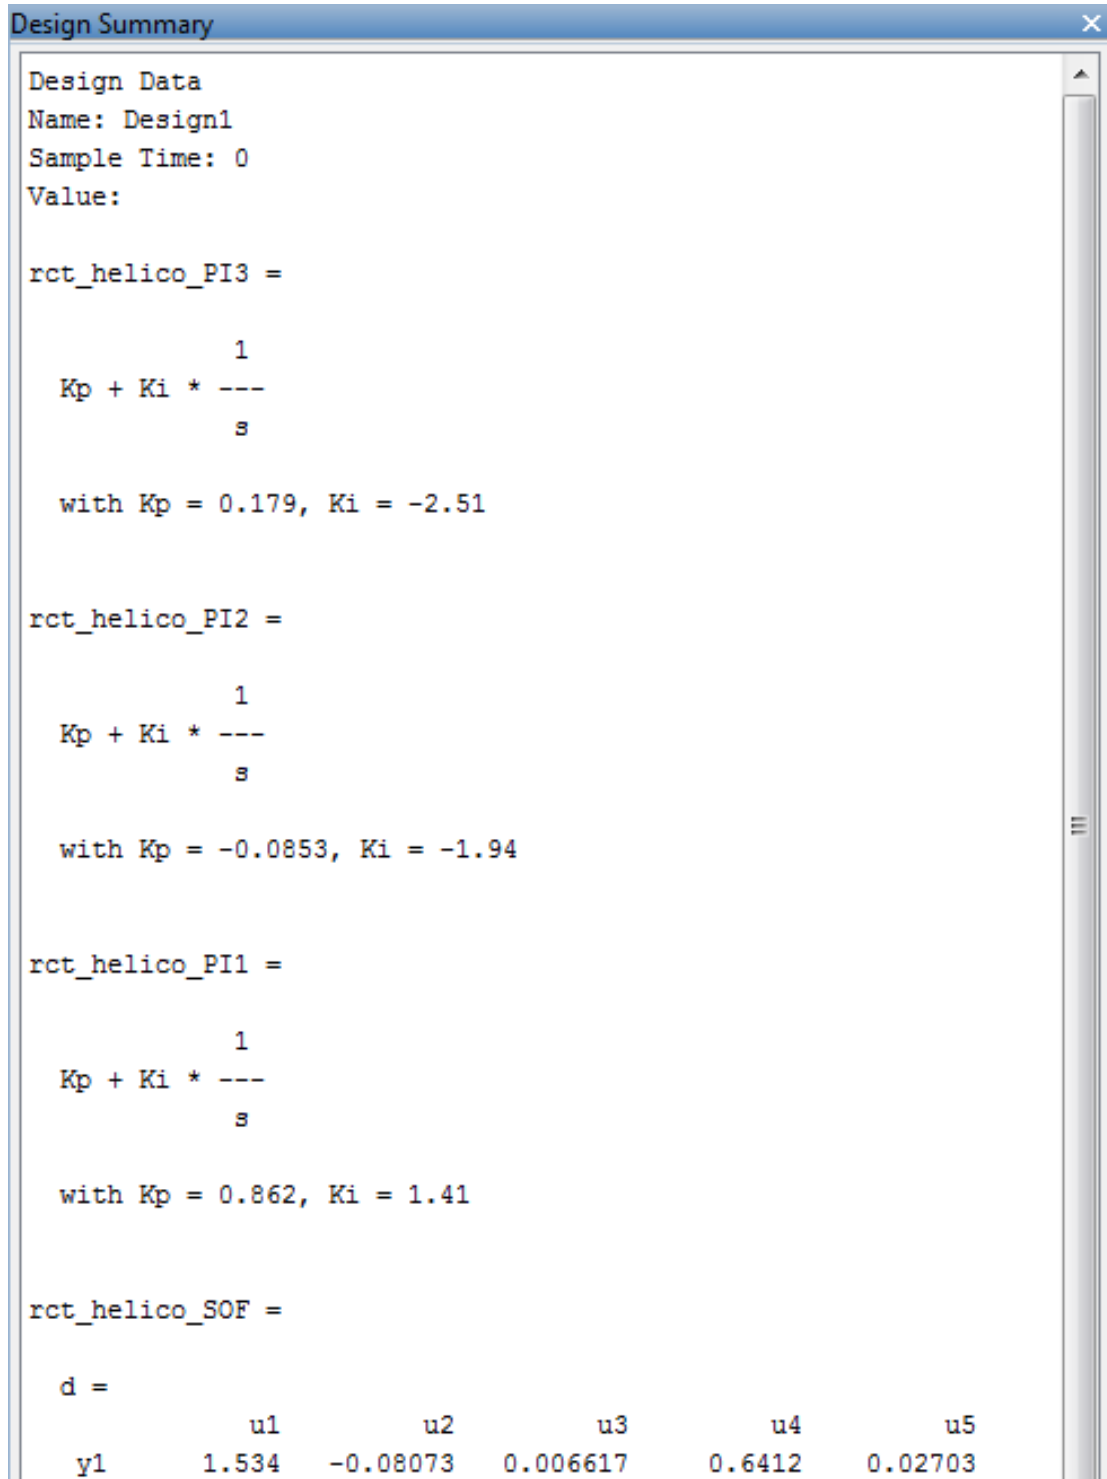 Design Summary
Design Data
Name: Design1
Sample Time: 0
Value:
rct_helico_PI3 =
1
Kp + Ki * ---
s
with Kp = 0.179, Ki = -2.51
rct_helico_PI2 =
1
Kp + Ki * ---
s
with Kp = -0.0853, Ki = -1.94
rct_helico_PI1 =
1
Kp + Ki * ---
s
with Kp = 0.862, Ki = 1.41
rct_helico_SOF =
d =
u1 u2 u3 u4 u5
y1 1.534 -0.08073 0.006617 0.6412 0.02703